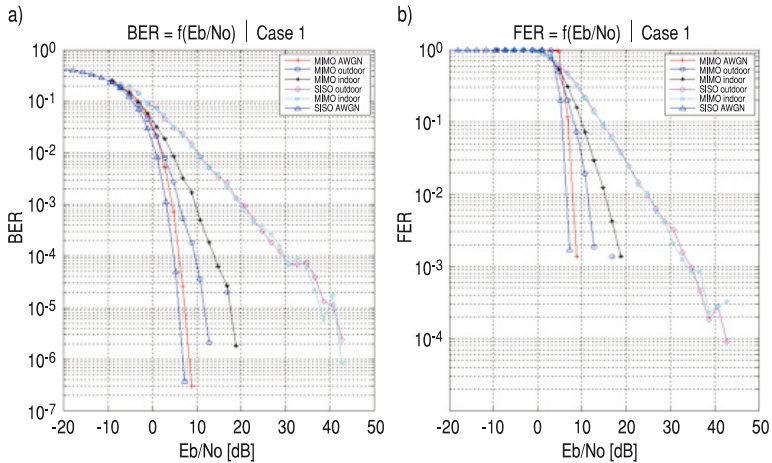 a)
BER = f(Eb/No) | Case 1
10^0
10^-1
10^-2
10^-3
10^-4
10^-5
10^-6
10^-7
BER
-20 -10 0 10 20 30 40 50
Eb/No [dB]
MIMO AWGN
MIMO outdoor
MIMO indoor
SISO outdoor
MIMO indoor
SISO AWGN
b)
FER = f(Eb/No) | Case 1
10^0
10^-1
10^-2
10^-3
10^-4
FER
-20 -10 0 10 20 30 40 50
Eb/No [dB]
MIMO AWGN
MIMO outdoor
MIMO indoor
SISO outdoor
MIMO indoor
SISO AWGN